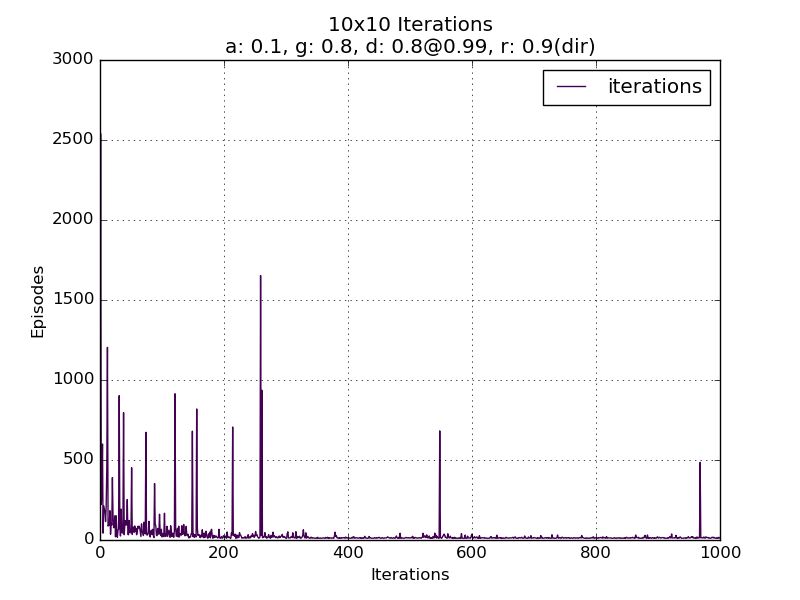 10x10 Iterations
a: 0.1, g: 0.8, d: 0.8@0.99, r: 0.9(dir)
3000
iterations
2500
2000
1500
Episodes
1000
500
0
0 200 400 600 800 1000
Iterations